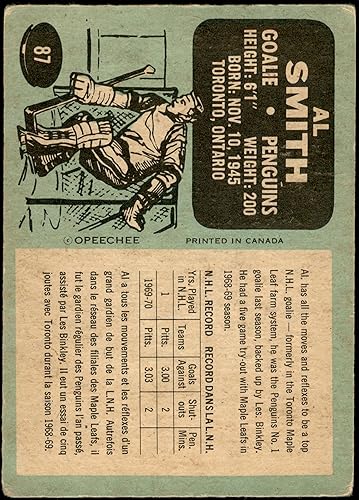 87
AL
SMITH
GOALIE • PENGUINS
HEIGHT: 6'1" WEIGHT: 200
BORN: NOV. 10, 1945
TORONTO, ONTARIO
© OPEECHEE PRINTED IN CANADA
Al has all the moves and reflexes to be a top
N.H.L. goalie formerly in the Toronto Maple
Leaf farm system, he was the Penguins No. 1
goalie last season, backed up by Les. Binkley.
He had a five game try-out with Maple Leafs in
1968-69 season.
N.H.L. RECORD RECORD DANS LA L.N.H.
Yrs. Played Goals Shut Pen.
in N.H.L. Teams Against outs Mins.
1 Pitts. 3.00 2
1969-70 Pitts. 3.03 2
Al a tous les mouvements et les réflexes d'un
grand gardien de but de la L.N.H. Autrefois
dans le réseau des filiales des Maple Leafs, il
fut le gardien régulier des Penguins l'an passé,
secondé par Les Binkley. Il eut un essai de cinq
joutes avec Toronto durant la saison 1968-69.